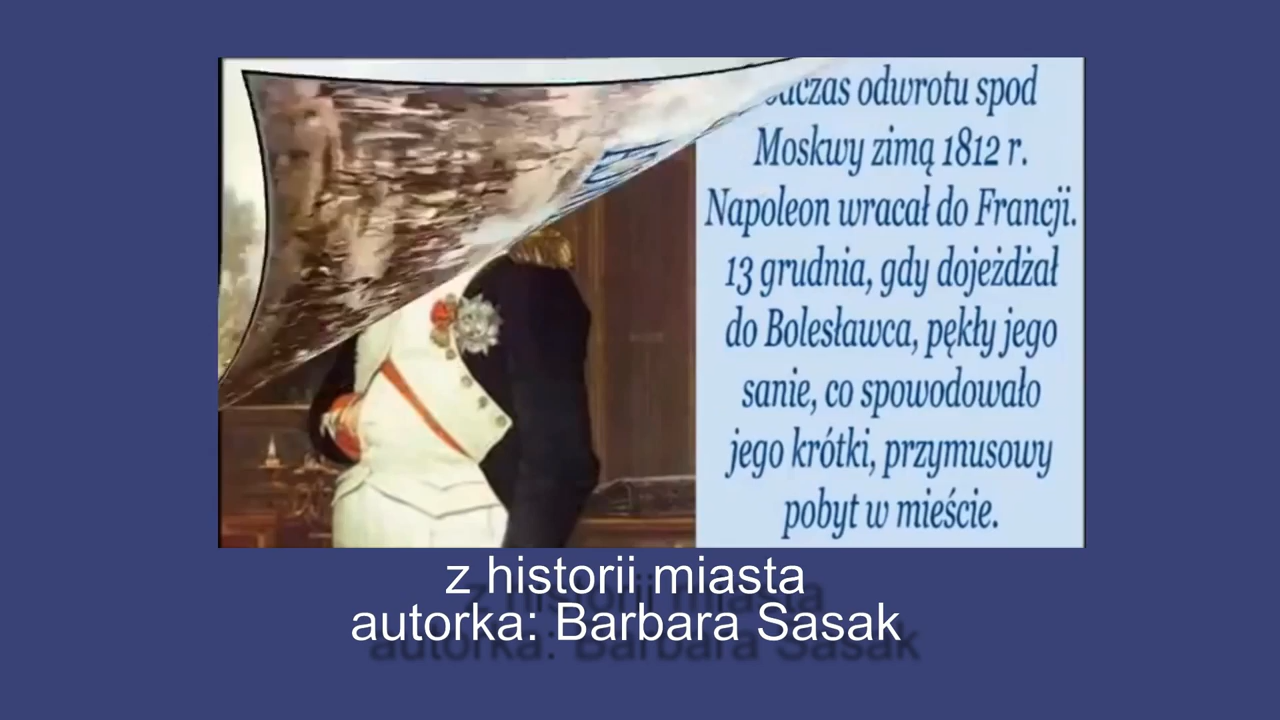 odwrotu spod
Moskwy zimą 1812 r.
Napoleon wracał do Francji.
13 grudnia, gdy dojeżdżał
do Bolesławca, pękły jego
sanie, co spowodowało
jego krótki, przymusowy
pobyt w mieście.
z historii miasta
autorka: Barbara Sasak